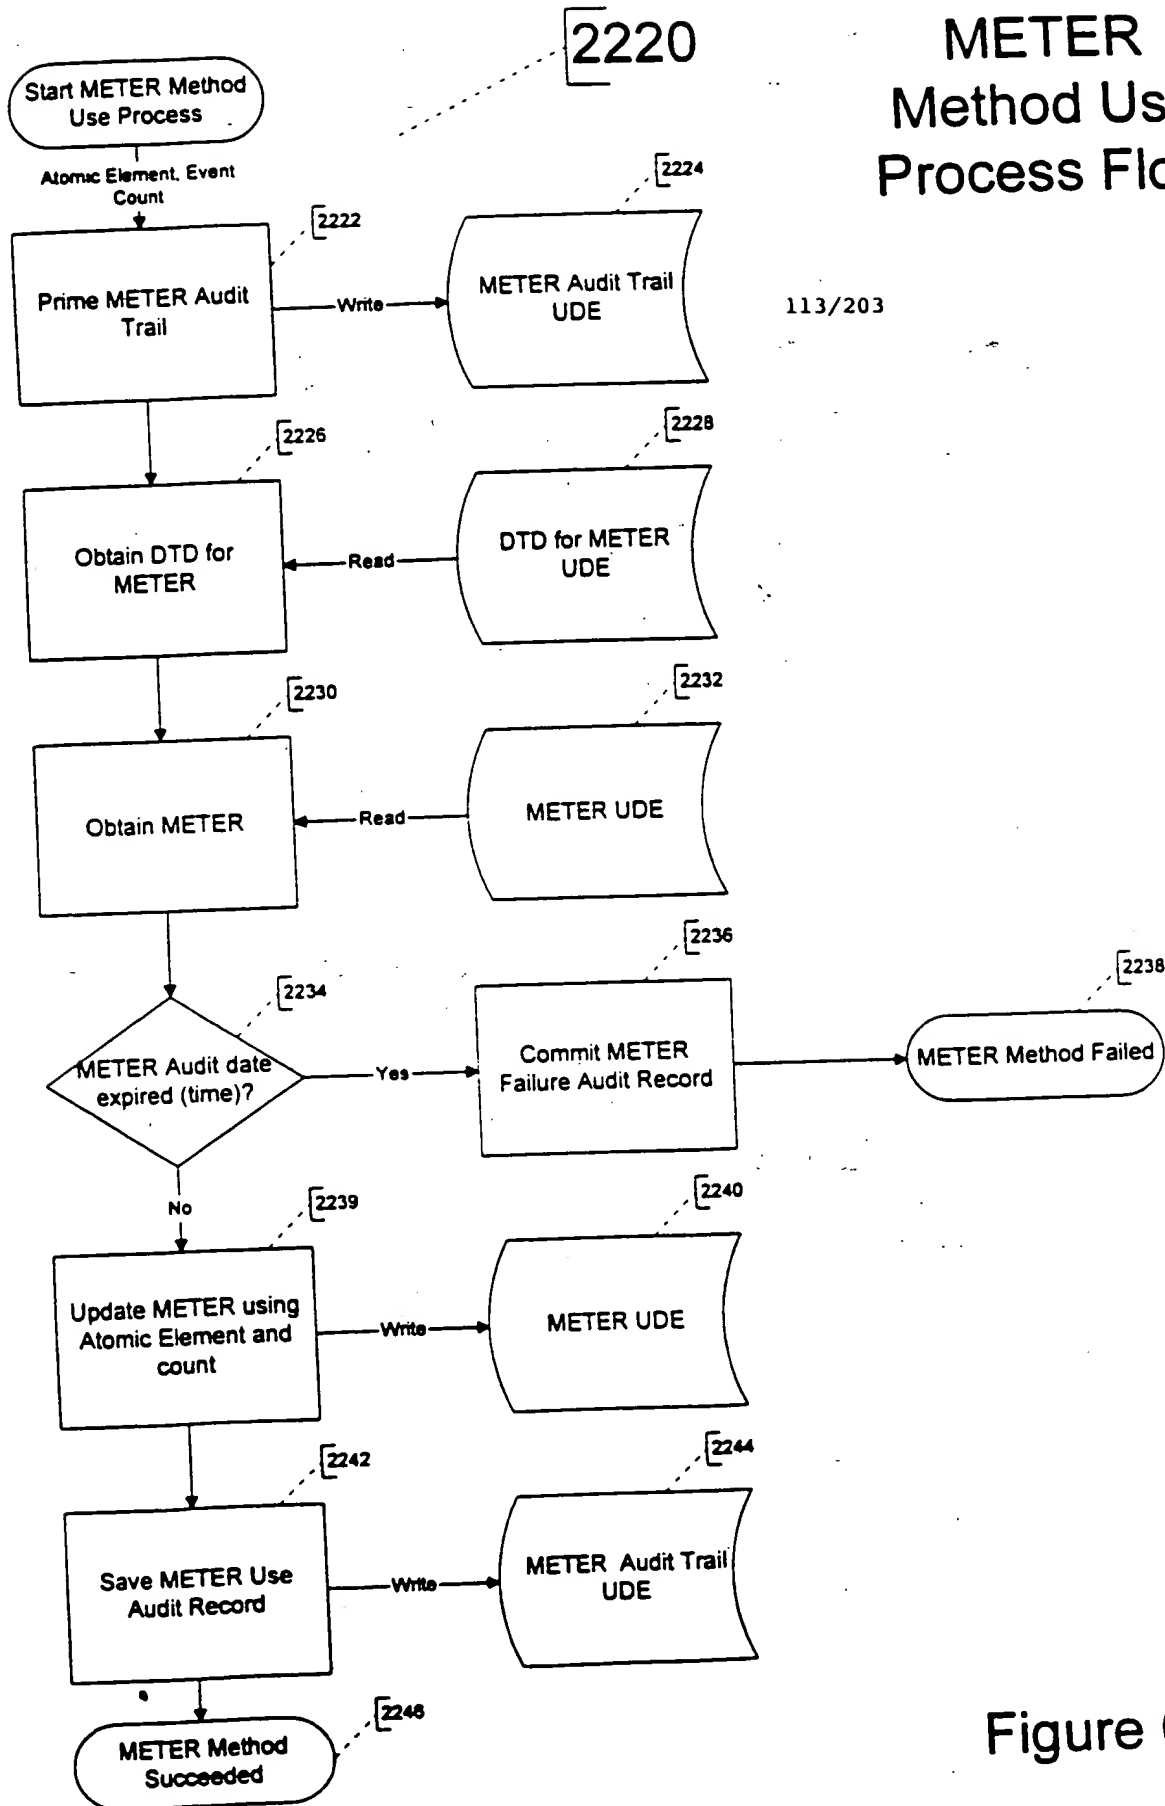 2220
METER
Method Us
Process Flo
Start METER Method
Use Process
Atomic Element, Event
Count
2222
2224
Prime METER Audit
Trail
Write
METER Audit Trail
UDE
113/203
2226
2228
Obtain DTD for
METER
Read
DTD for METER
UDE
2230
2232
Obtain METER
Read
METER UDE
2234
2236
2238
METER Audit date
expired (time)?
Yes
Commit METER
Failure Audit Record
METER Method Failed
No
2239
2240
Update METER using
Atomic Element and
count
Write
METER UDE
2242
2244
Save METER Use
Audit Record
Write
METER Audit Trail
UDE
2246
METER Method
Succeeded
Figure